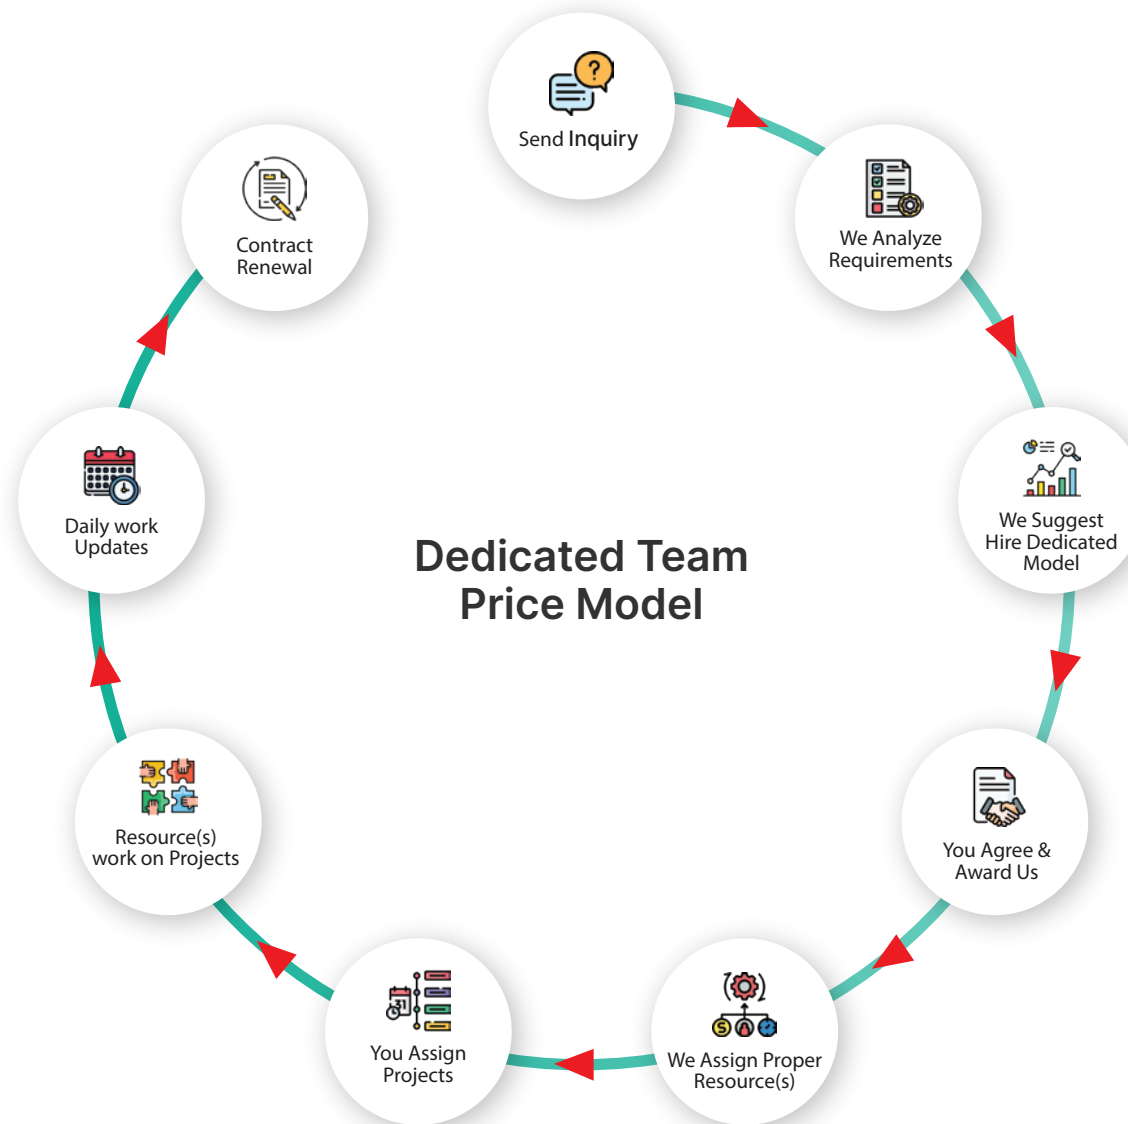 Send Inquiry
We Analyze
Requirements
We Suggest
Hire Dedicated
Model
You Agree &
Award Us
We Assign Proper
Resource(s)
You Assign
Projects
Resource(s)
work on Projects
Daily work
Updates
Contract
Renewal
Dedicated Team
Price Model
?
31
S